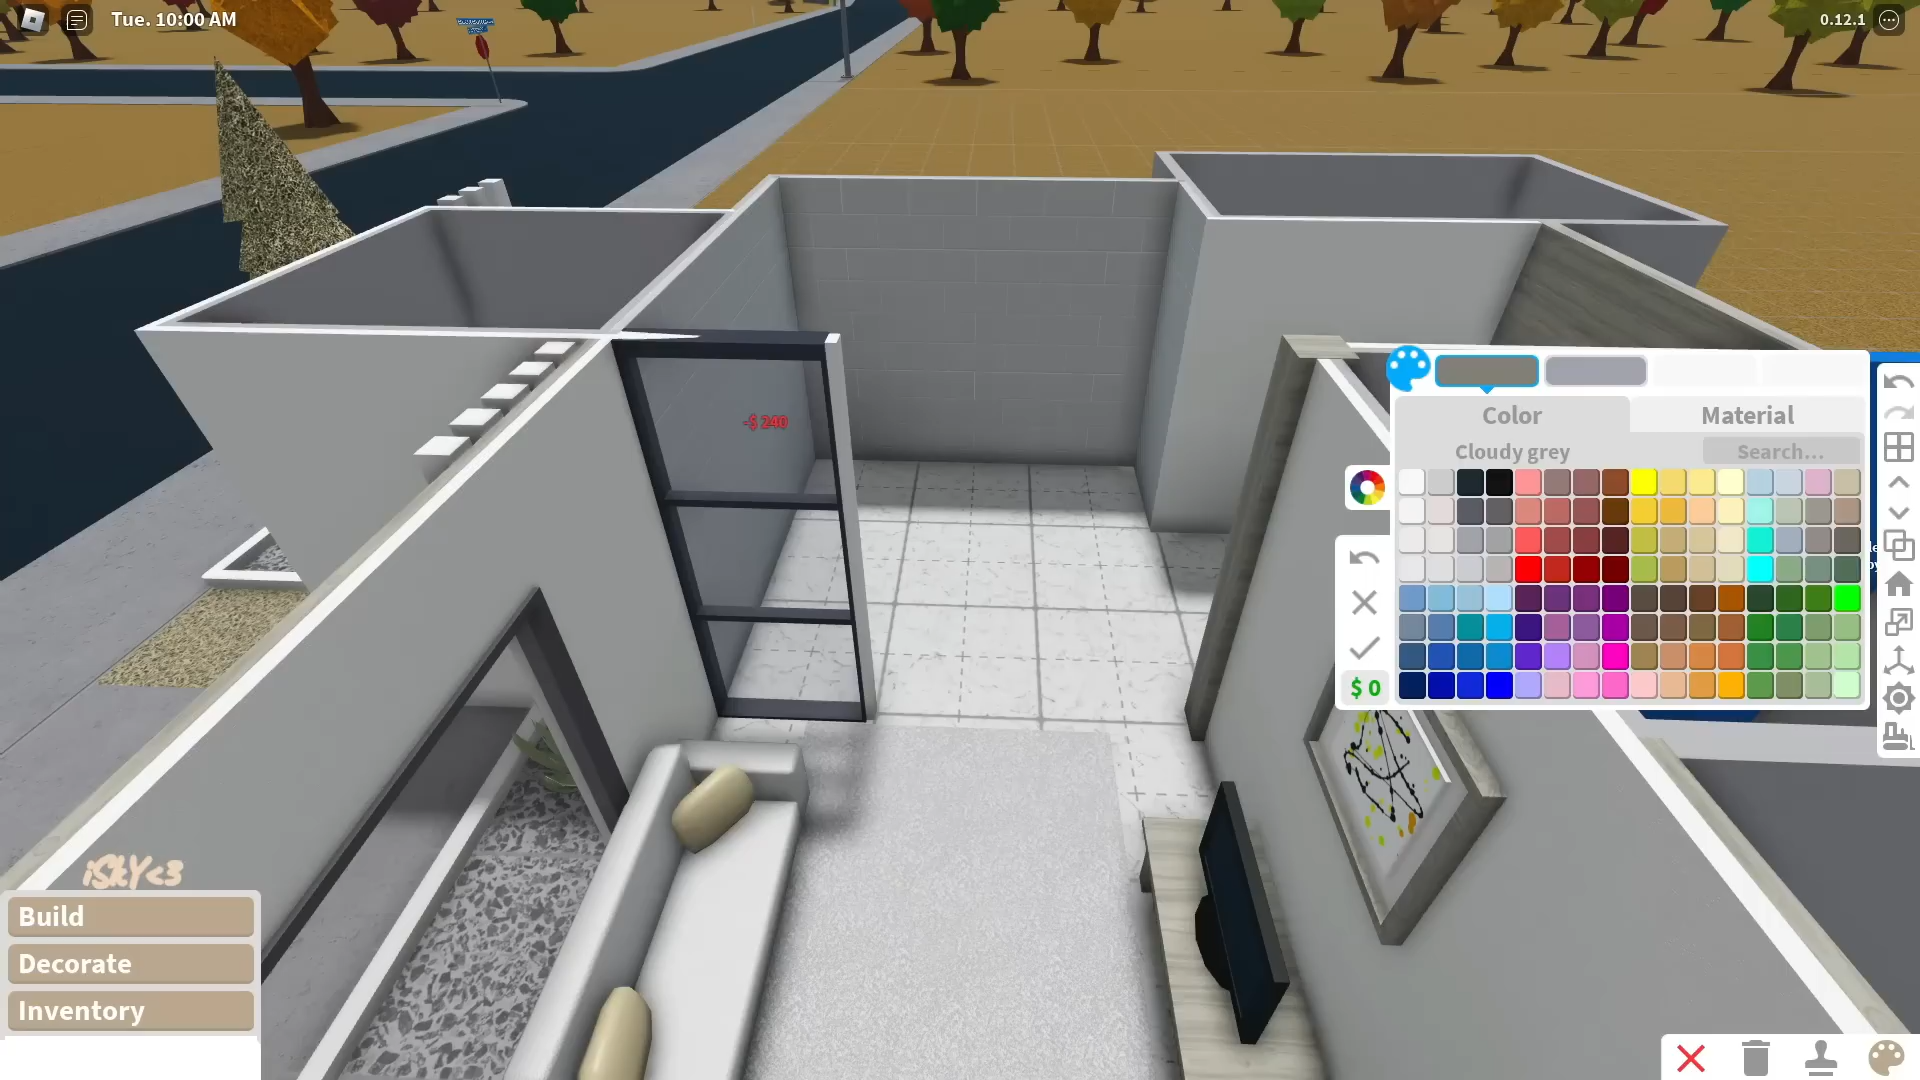 Tue. 10:00 AM
0.12.1
-$ 240
Color
Material
Cloudy grey
Search...
$ 0
iSkY<3
Build
Decorate
Inventory